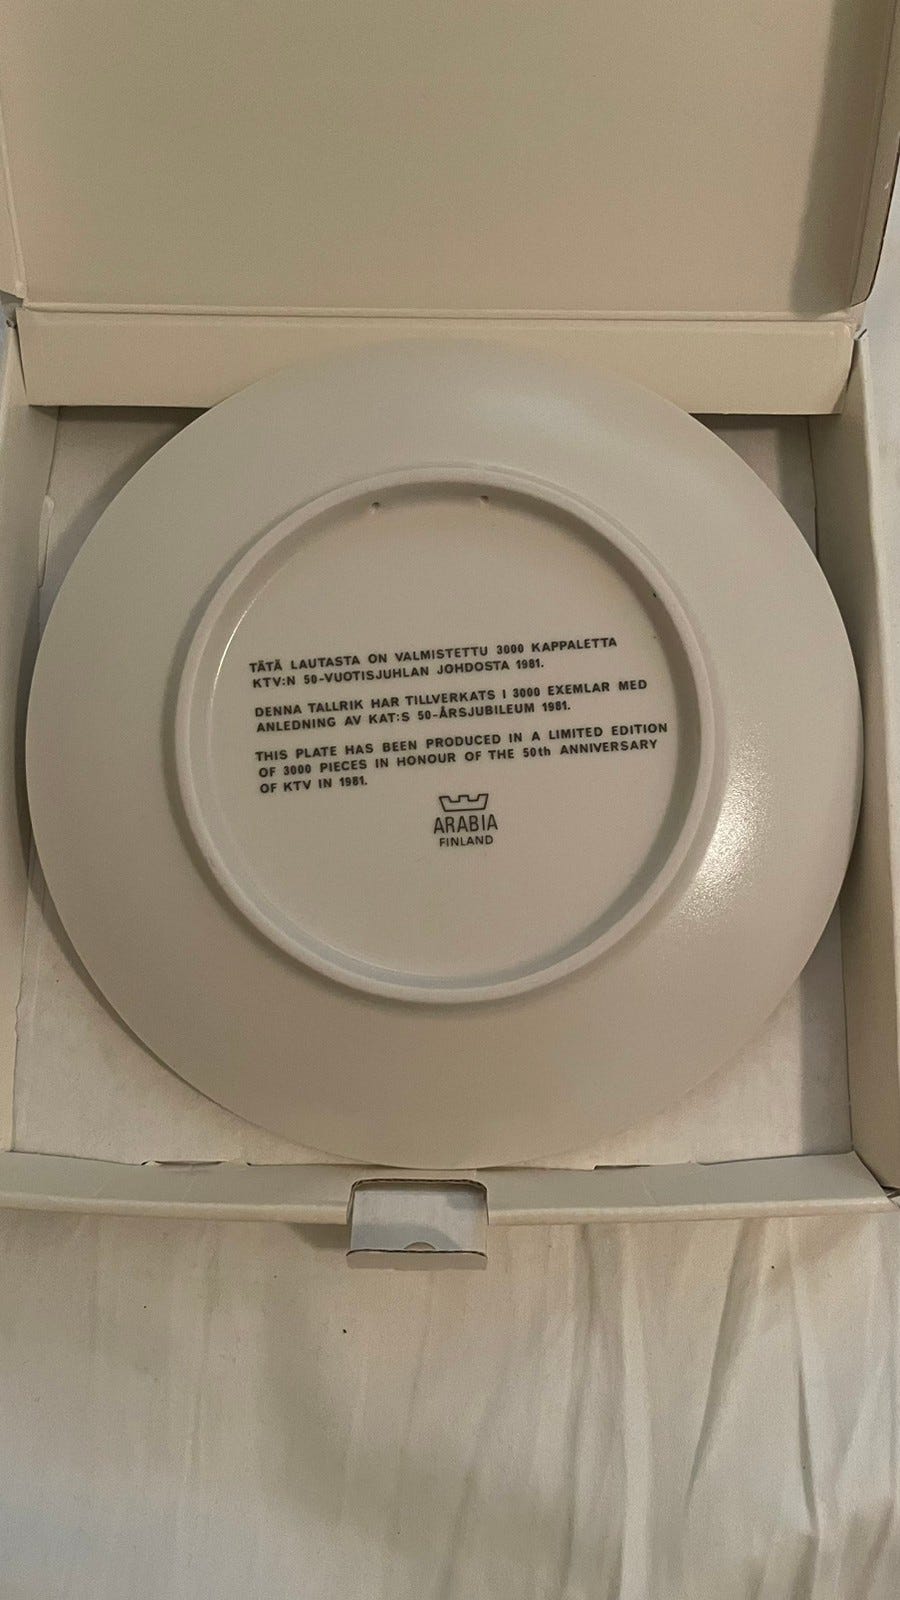 TÄTÄ LAUTASTA ON VALMISTETTU 3000 KAPPALETTA
KTV:N 50-VUOTISJUHLAN JOHDOSTA 1981.
DENNA TALLRIK HAR TILLVERKATS I 3000 EXEMLAR MED
ANLEDNING AV KAT:S 50-ÅRSJUBILEUM 1981.
THIS PLATE HAS BEEN PRODUCED IN A LIMITED EDITION
OF 3000 PIECES IN HONOUR OF THE 50th ANNIVERSARY
OF KTV IN 1981.
ARABIA
FINLAND